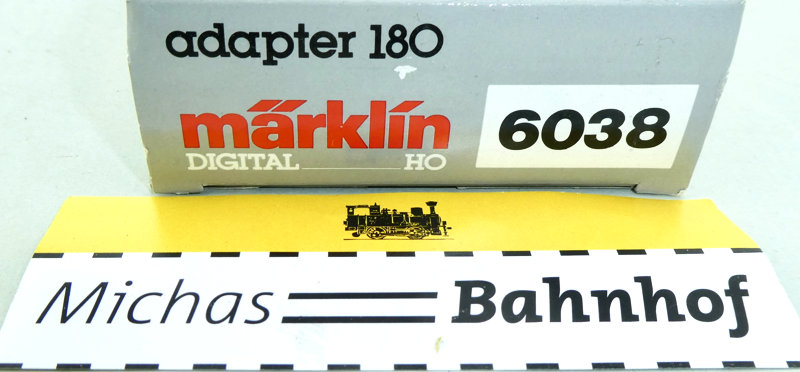 adapter 180
märklin 6038
DIGITAL HO
Michas Bahnhof